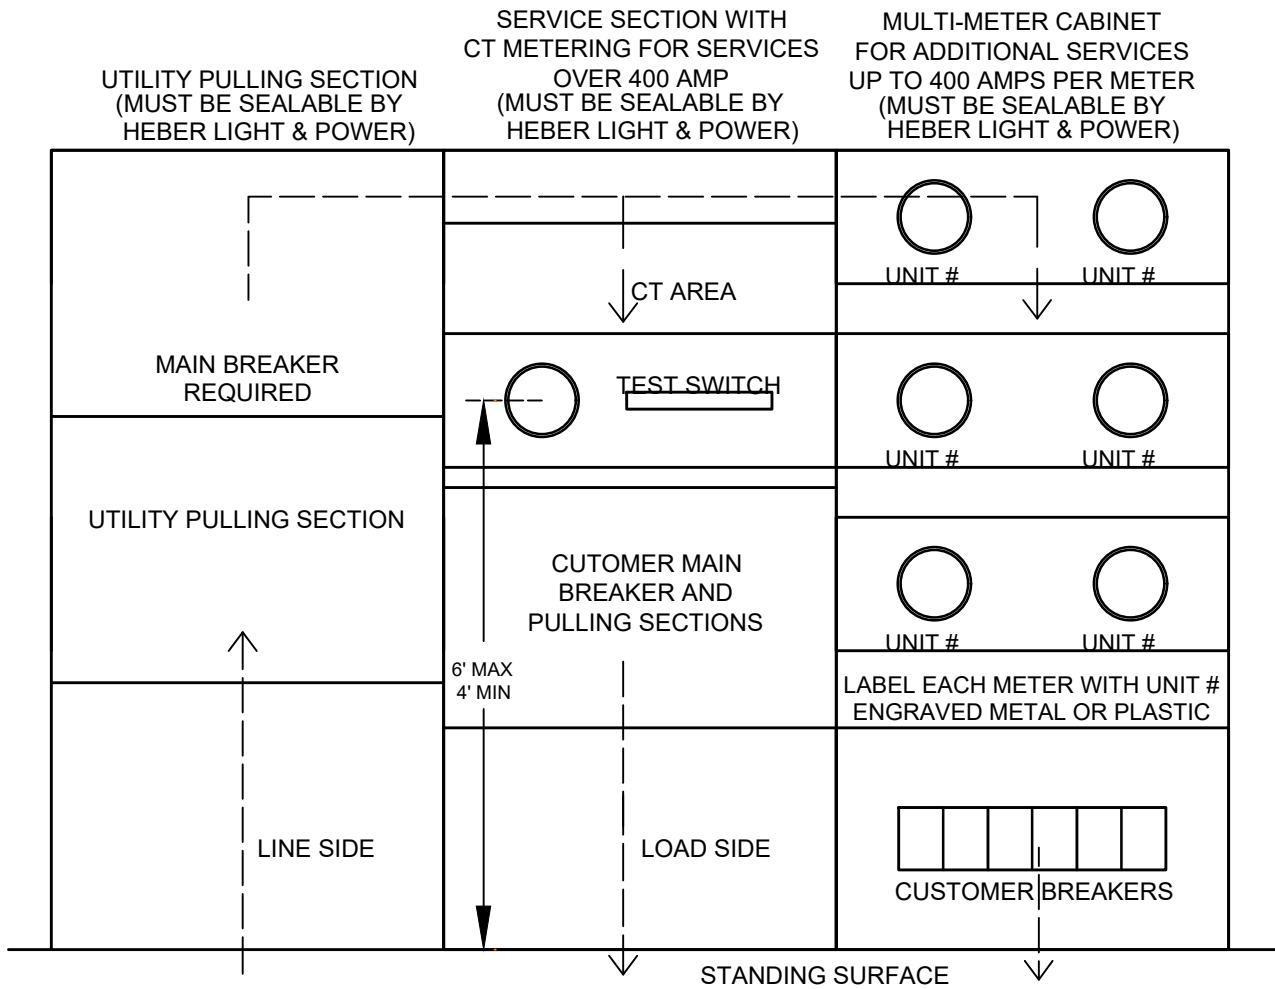 UTILITY PULLING SECTION
(MUST BE SEALABLE BY
HEBER LIGHT & POWER)
SERVICE SECTION WITH
CT METERING FOR SERVICES
OVER 400 AMP
(MUST BE SEALABLE BY
HEBER LIGHT & POWER)
MULTI-METER CABINET
FOR ADDITIONAL SERVICES
UP TO 400 AMPS PER METER
(MUST BE SEALABLE BY
HEBER LIGHT & POWER)
MAIN BREAKER
REQUIRED
UTILITY PULLING SECTION
LINE SIDE
CT AREA
TEST SWITCH
CUTOMER MAIN
BREAKER AND
PULLING SECTIONS
6' MAX
4' MIN
LOAD SIDE
UNIT #
UNIT #
UNIT #
UNIT #
UNIT #
UNIT #
LABEL EACH METER WITH UNIT #
ENGRAVED METAL OR PLASTIC
CUSTOMER BREAKERS
STANDING SURFACE